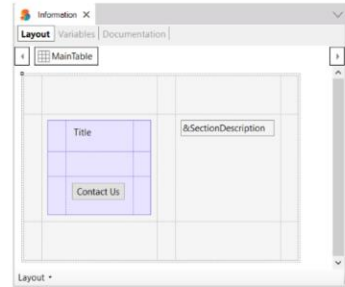 Information
Layout Variables Documentation
MainTable
Title
&SectionDescription
Contact Us
Layout